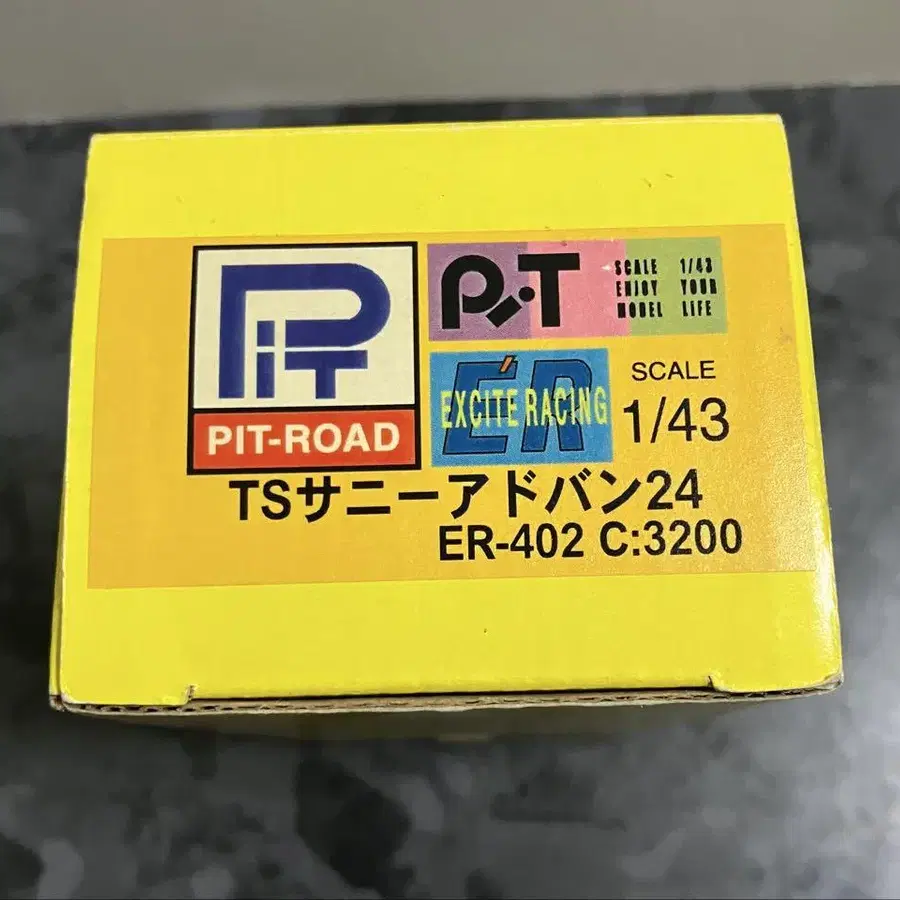 PiT
PIT-ROAD
PiT
SCALE 1/43
ENJOY YOUR
MODEL LIFE
E'R
EXCITE RACING
SCALE
1/43
TSサニーアドバン24
ER-402 C:3200